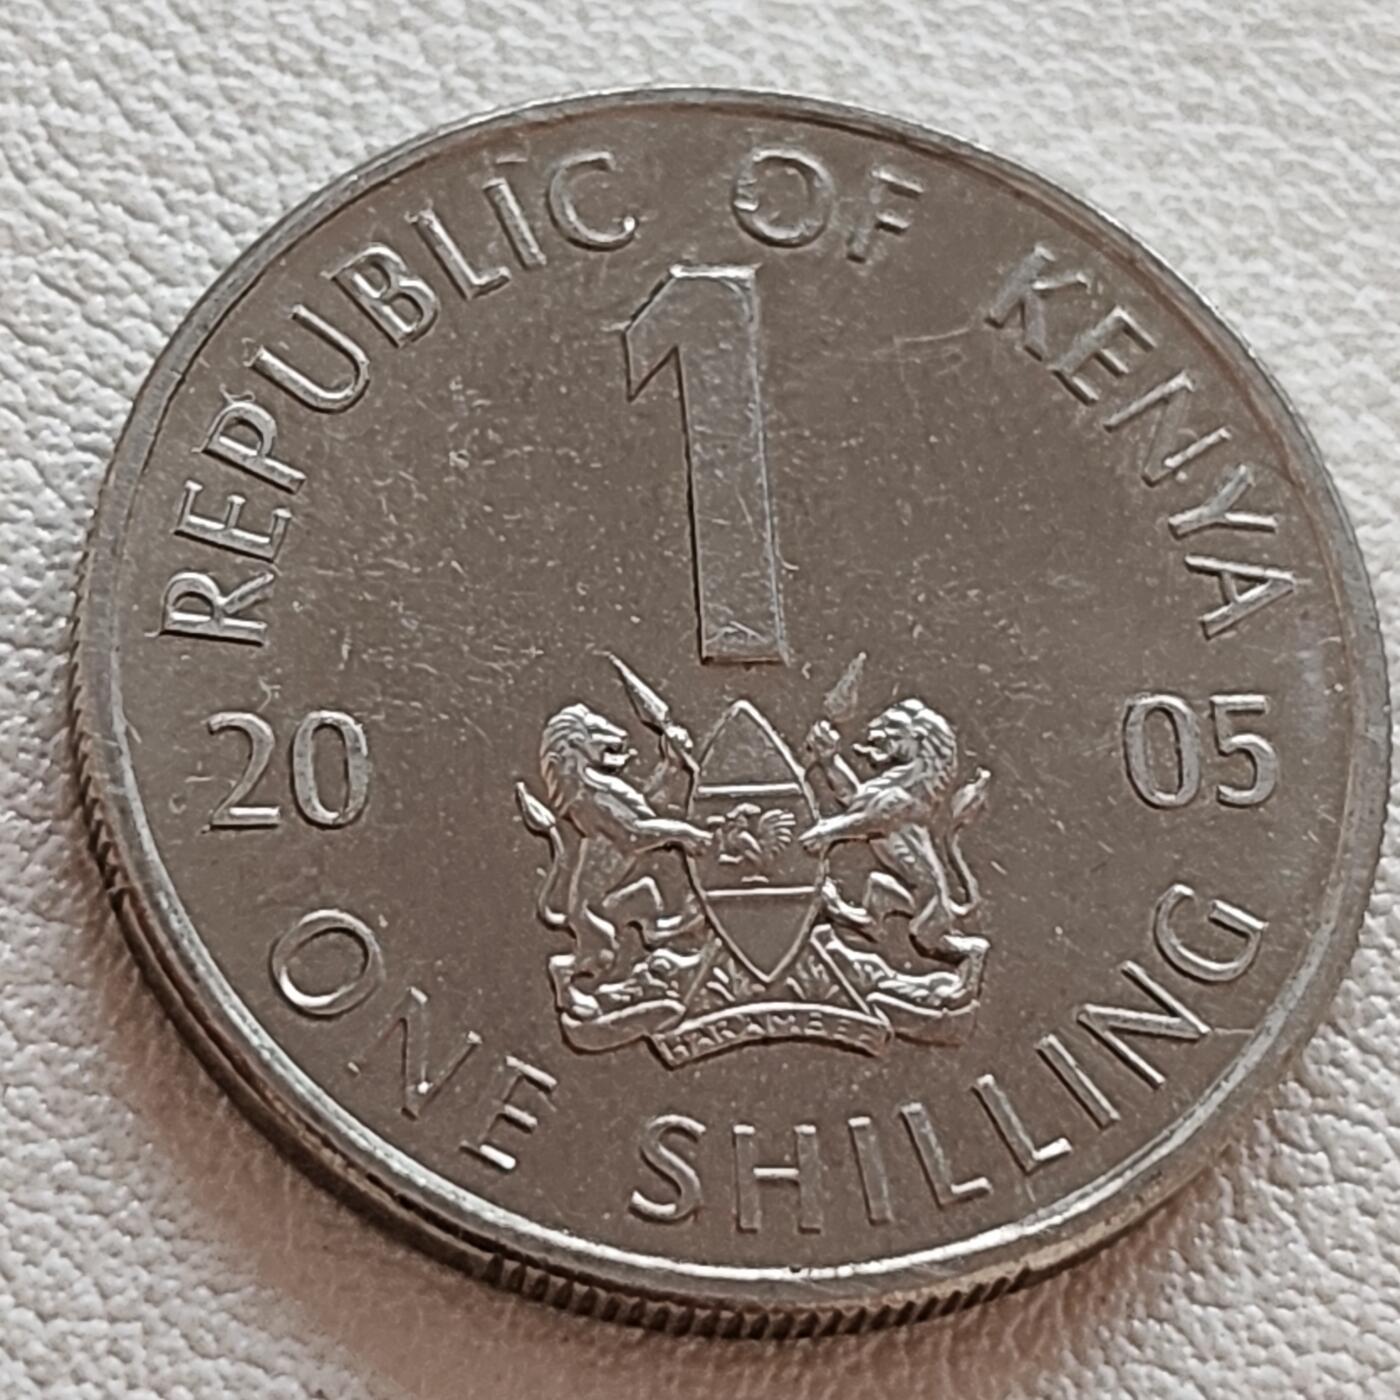 REPUBLIC OF KENYA
1
20 05
HARAMBEE
ONE SHILLING